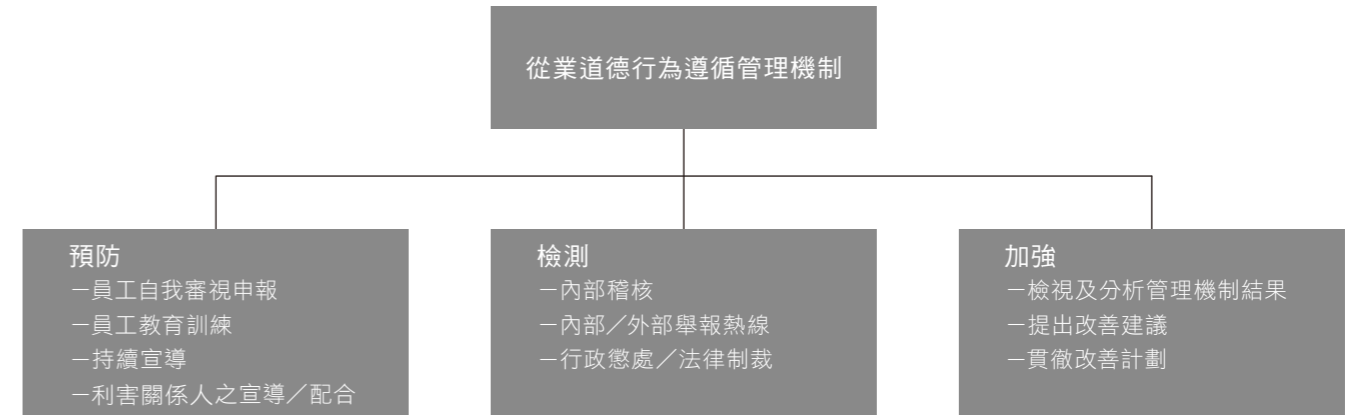 從業道德行為遵循管理機制
預防
－員工自我審視申報
－員工教育訓練
－持續宣導
－利害關係人之宣導／配合
檢測
－內部稽核
－內部／外部舉報熱線
－行政懲處／法律制裁
加強
－檢視及分析管理機制結果
－提出改善建議
－貫徹改善計劃